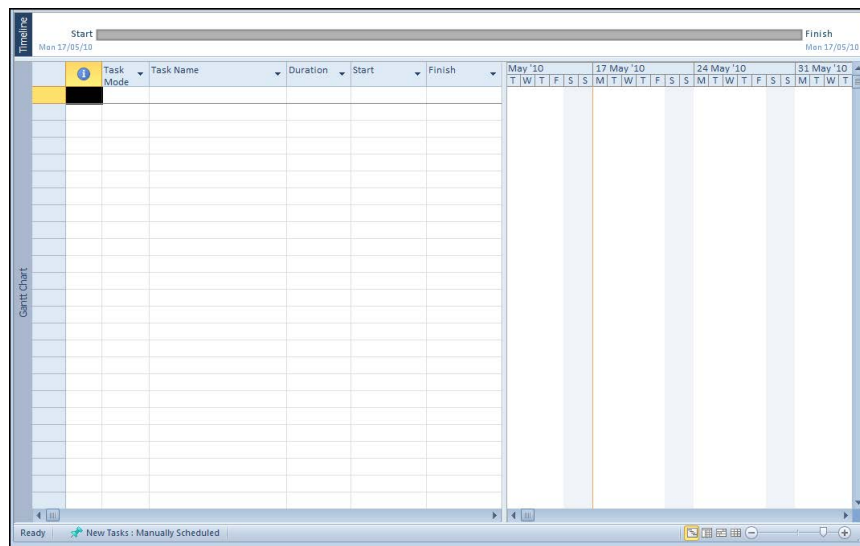 Timeline
Start
Finish
Mon 17/05/10
Mon 17/05/10
Task Mode
Task Name
Duration
Start
Finish
May '10
17 May '10
24 May '10
31 May '10
T W T F S S M T W T F S S M T W T F S S M T W T
Gantt Chart
Ready
New Tasks : Manually Scheduled